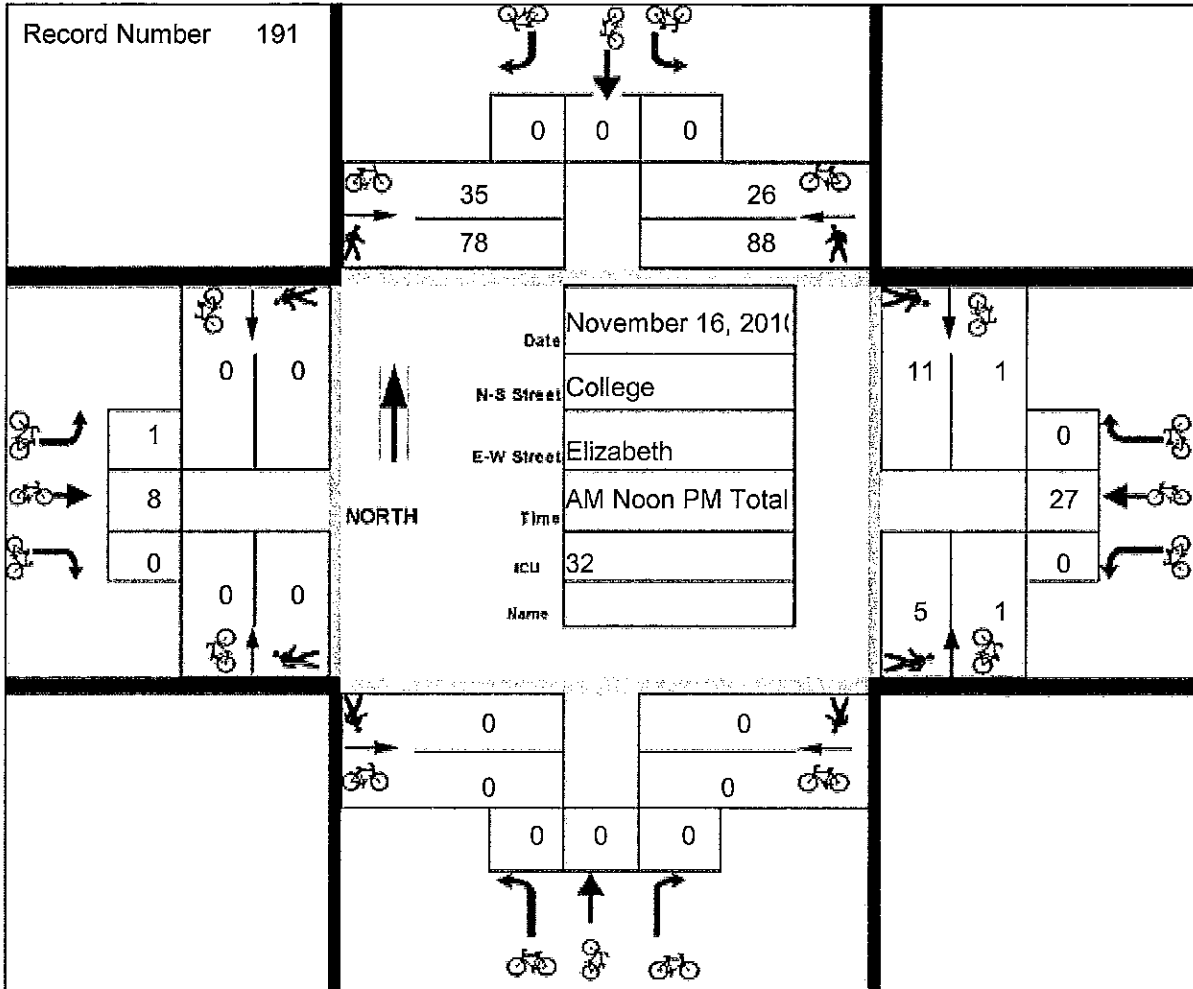 Record Number 191
0 0 0
35 26
78 88
Date November 16, 201
N-S Street College
E-W Street Elizabeth
Time AM Noon PM Total
ICU 32
Name
NORTH
0 0
1
8
0
0 0
11 1
0
27
0
5 1
0 0
0 0
0 0 0